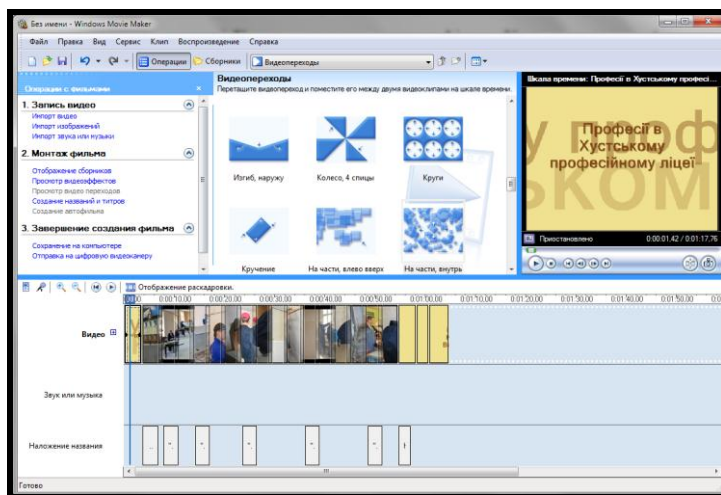 Без имени - Windows Movie Maker
Файл Правка Вид Сервис Клип Воспроизведение Справка
Операции Сборники Видеопереходы
Операции с фильмами
1. Запись видео
Импорт видео
Импорт изображений
Импорт звука или музыки
2. Монтаж фильма
Отображение сборников
Просмотр видеоэффектов
Просмотр видео переходов
Создание названий и титров
Создание автофильма
3. Завершение создания фильма
Сохранение на компьютере
Отправка на цифровую видеокамеру
Видеопереходы
Перетащите видеопереход и поместите его между двумя видеоклипами на шкале времени.
Изгиб, наружу
Колесо, 4 спицы
Круги
Кручение
На части, влево вверх
На части, внутрь
Шкала времени: Професії в Хустському професі...
Професії в
Хустському
професійному ліцеї
Приостановлено
0:00:01,42 / 0:01:17,76
Отображение раскадровки.
0:00'10,00 0:00'20,00 0:00'30,00 0:00'40,00 0:00'50,00 0:01'00,00 0:01'10,00 0:01'20,00 0:01'30,00 0:01'40,00 0:01'50,00
Видео
Звук или музыка
Наложение названия
Готово